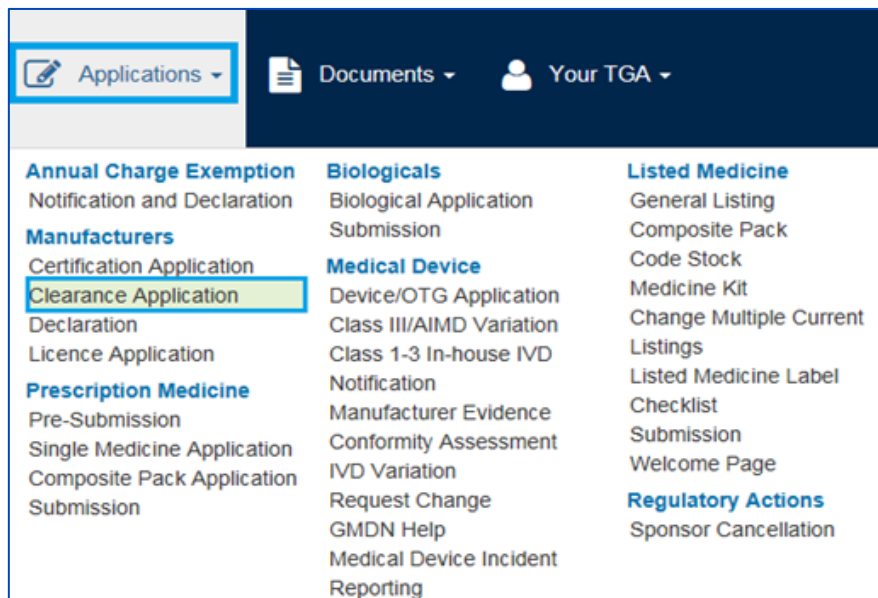 Applications
Documents
Your TGA
Annual Charge Exemption
Notification and Declaration
Manufacturers
Certification Application
Clearance Application
Declaration
Licence Application
Prescription Medicine
Pre-Submission
Single Medicine Application
Composite Pack Application
Submission
Biologicals
Biological Application
Submission
Medical Device
Device/OTG Application
Class III/AIMD Variation
Class 1-3 In-house IVD
Notification
Manufacturer Evidence
Conformity Assessment
IVD Variation
Request Change
GMDN Help
Medical Device Incident
Reporting
Listed Medicine
General Listing
Composite Pack
Code Stock
Medicine Kit
Change Multiple Current
Listings
Listed Medicine Label
Checklist
Submission
Welcome Page
Regulatory Actions
Sponsor Cancellation